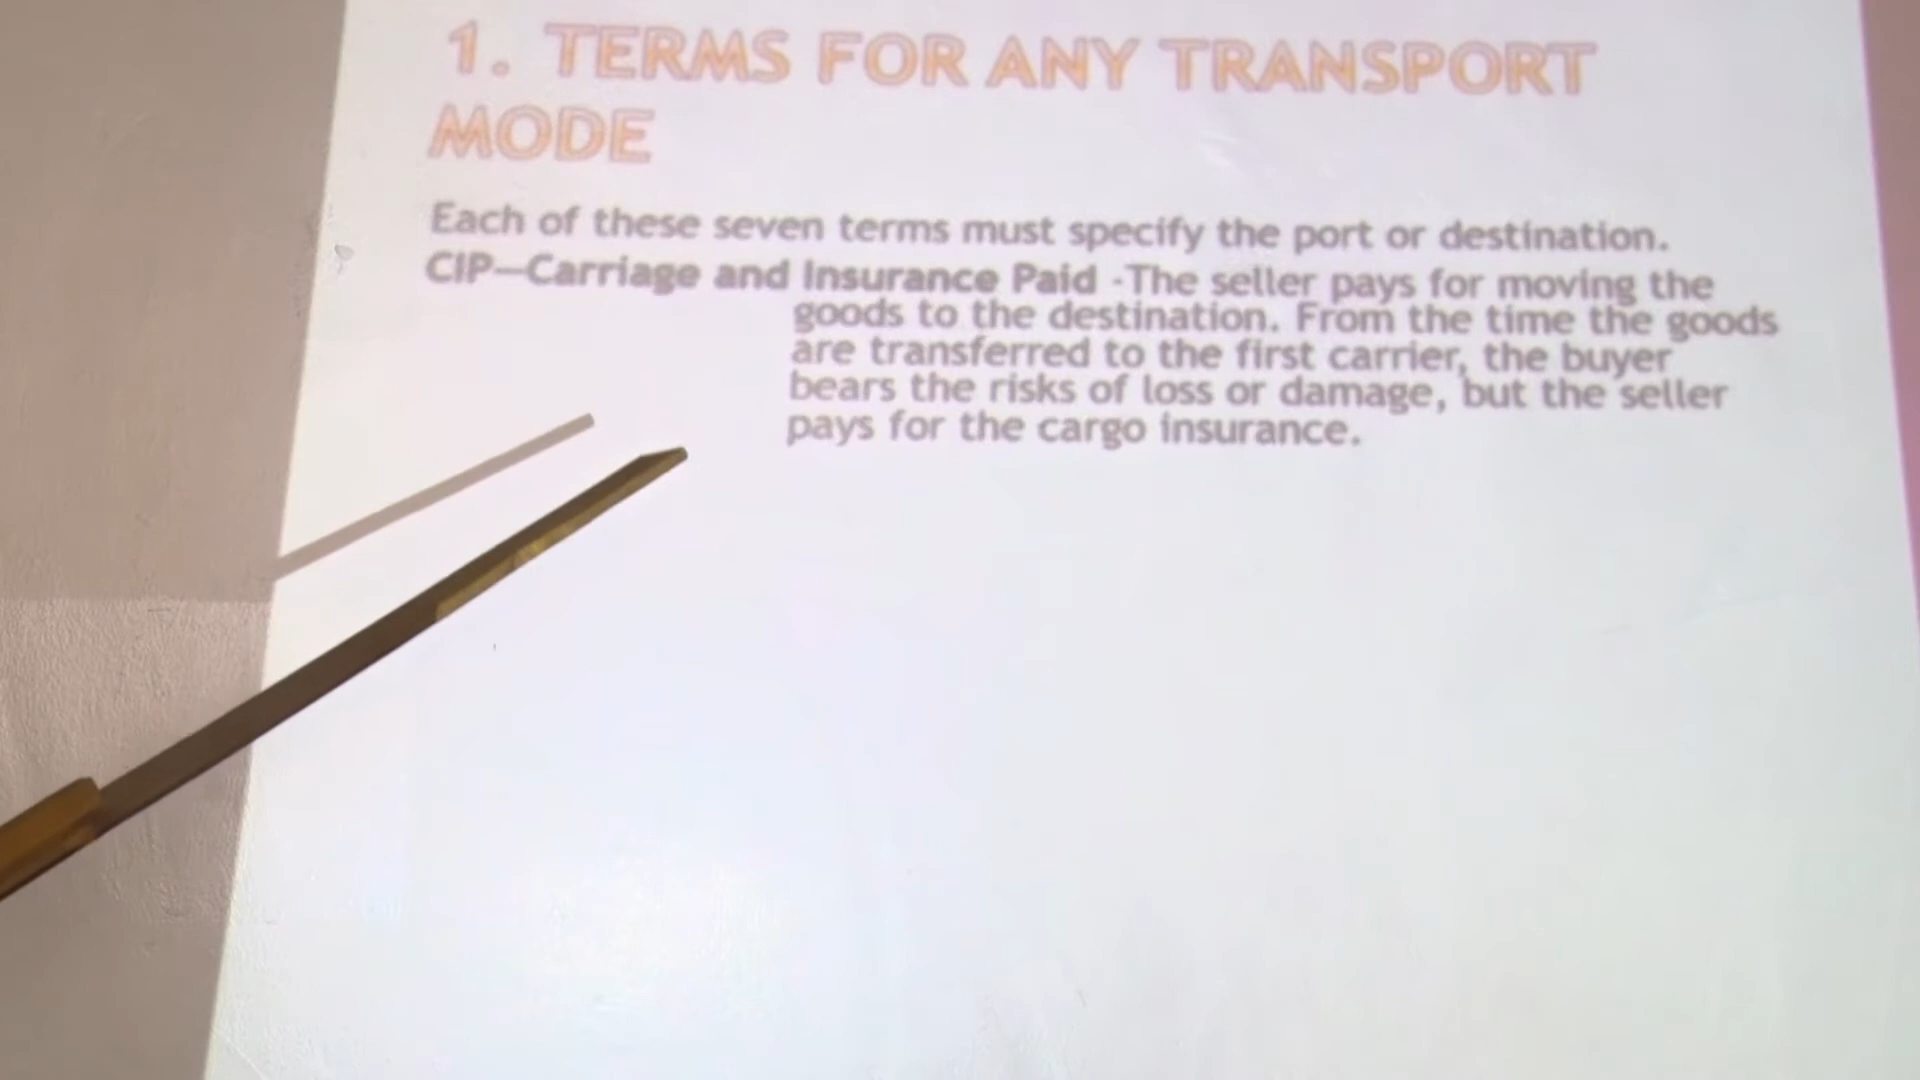 1. TERMS FOR ANY TRANSPORT
MODE
Each of these seven terms must specify the port or destination.
CIP—Carriage and Insurance Paid -The seller pays for moving the
goods to the destination. From the time the goods
are transferred to the first carrier, the buyer
bears the risks of loss or damage, but the seller
pays for the cargo insurance.